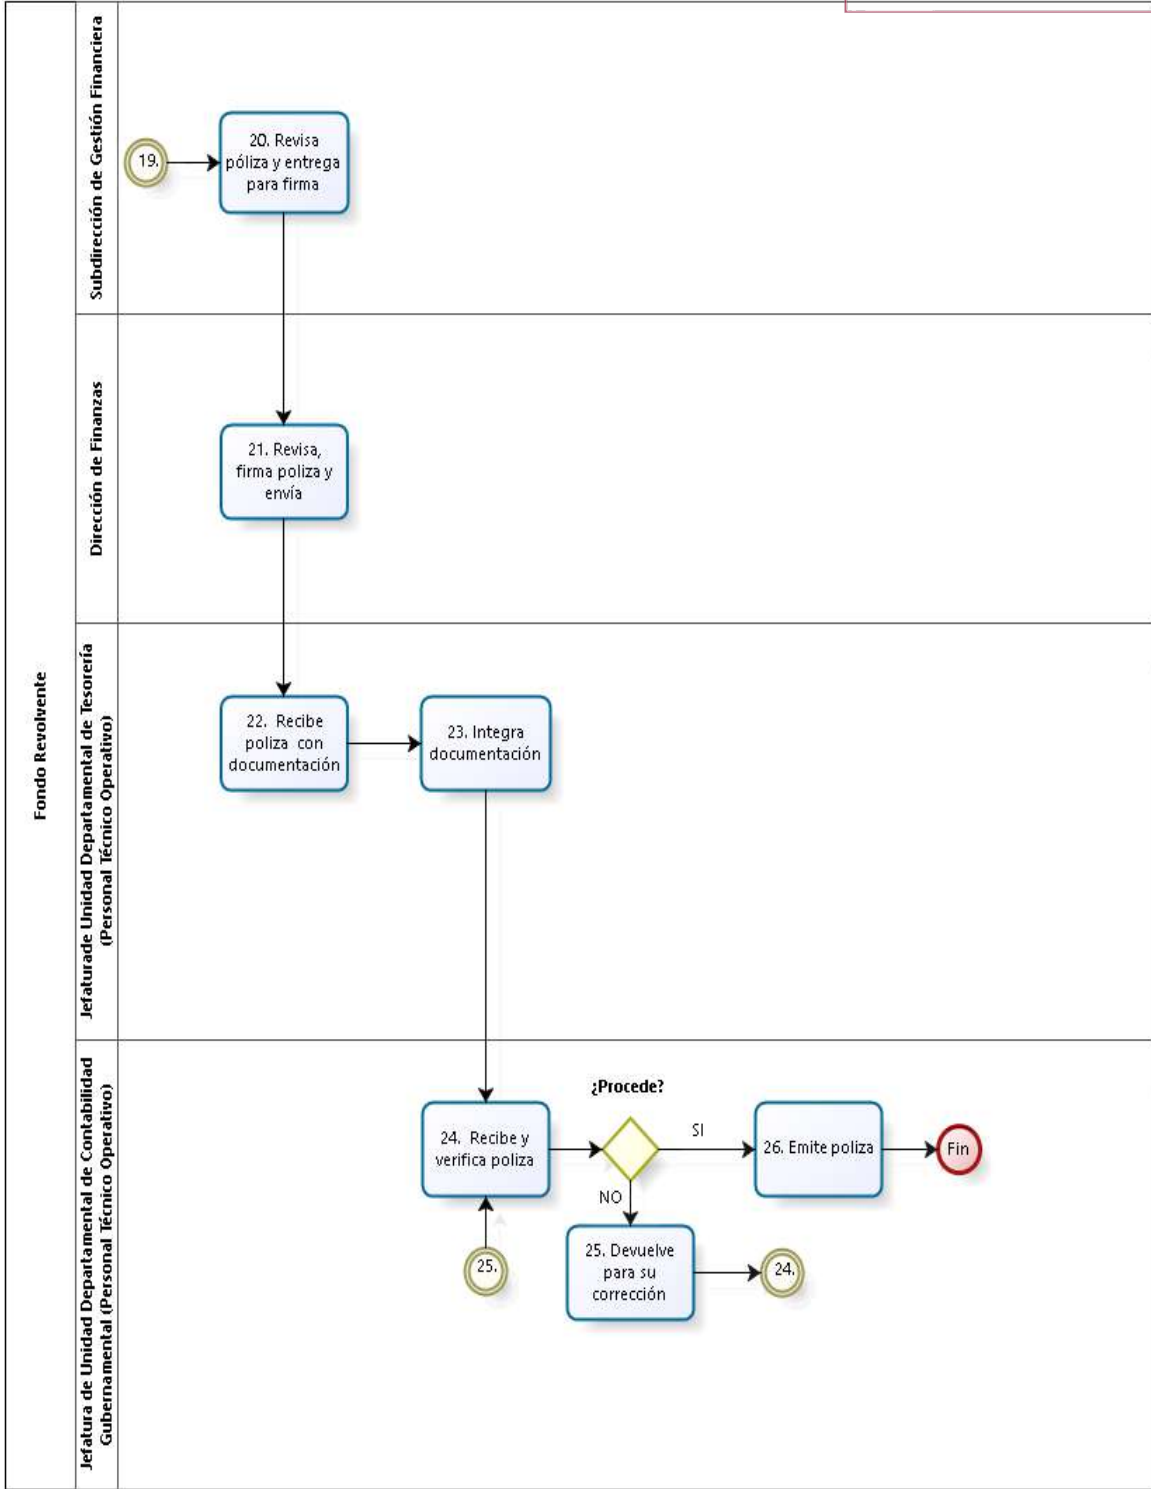 Fondo Revolvente
Subdirección de Gestión Financiera
19.
20. Revisa
póliza y entrega
para firma
Dirección de Finanzas
21. Revisa,
firma poliza y
envía
Jefaturade Unidad Departamental de Tesorería
(Personal Técnico Operativo)
22. Recibe
poliza con
documentación
23. Integra
documentación
Jefatura de Unidad Departamental de Contabilidad
Gubernamental (Personal Técnico Operativo)
24. Recibe y
verifica poliza
¿Procede?
SI
26. Emite poliza
Fin
NO
25.
25. Devuelve
para su
corrección
24.